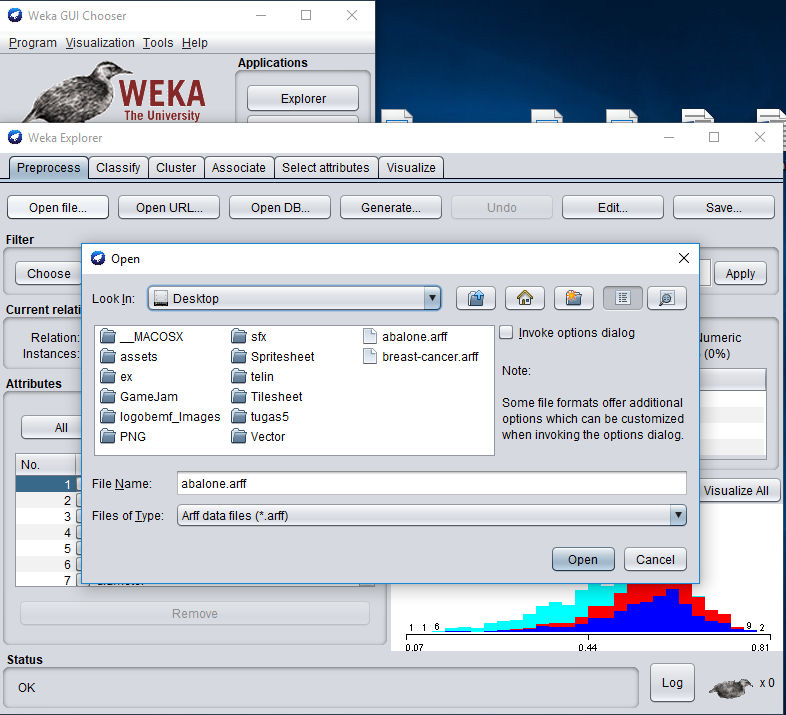 Weka GUI Chooser
Program Visualization Tools Help
WEKA
The University
Applications
Explorer
Weka Explorer
Preprocess Classify Cluster Associate Select attributes Visualize
Open file... Open URL... Open DB... Generate... Undo Edit... Save...
Filter
Choose Apply
Current relati
Relation:
Instances:
Numeric
(0%)
Attributes
All
No.
1
2
3
4
5
6
7
Remove
Visualize All
Open
Look In: Desktop
__MACOSX
assets
ex
GameJam
logobemf_Images
PNG
sfx
Spritesheet
telin
Tilesheet
tugas5
Vector
abalone.arff
breast-cancer.arff
Invoke options dialog
Note:
Some file formats offer additional
options which can be customized
when invoking the options dialog.
File Name: abalone.arff
Files of Type: Arff data files (*.arff)
Open Cancel
1 1 6 9 2
0.07 0.44 0.81
Status
OK
Log
x 0